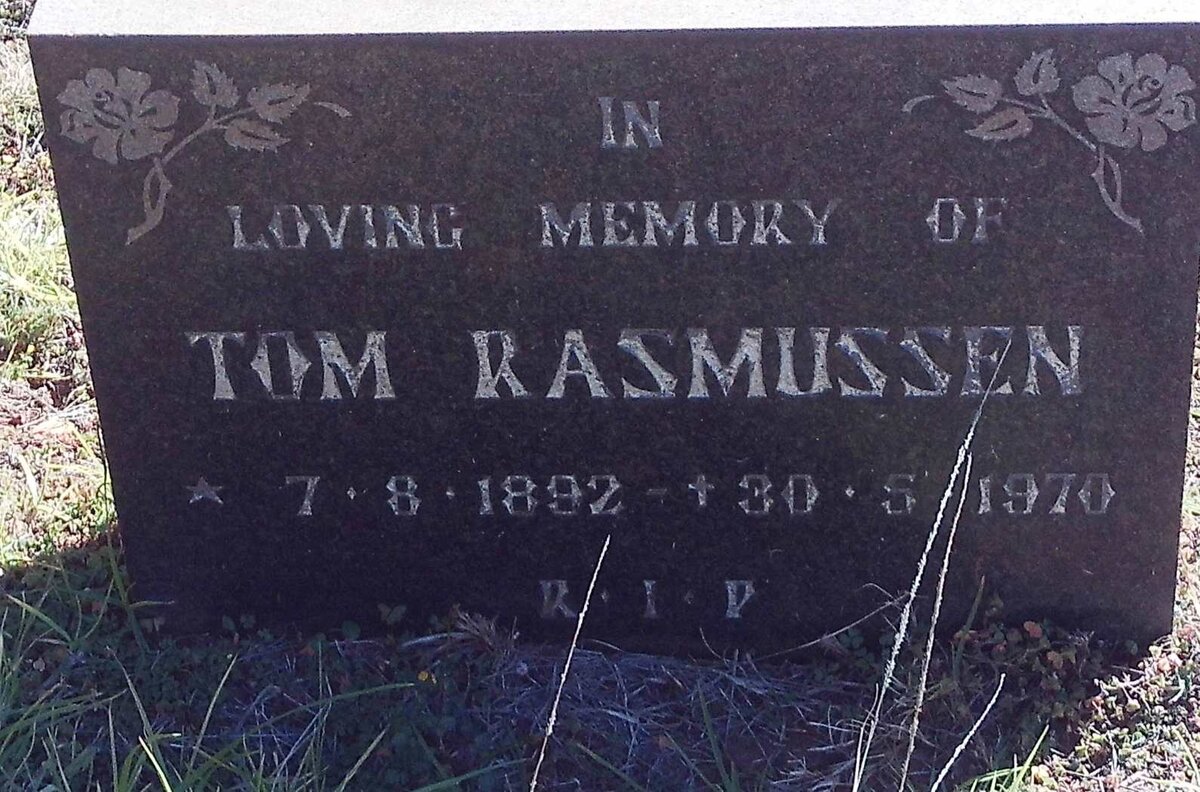 IN
LOVING MEMORY OF
TOM RASMUSSEN
* 7·8·1892 - † 30·5·1970
R·I·P